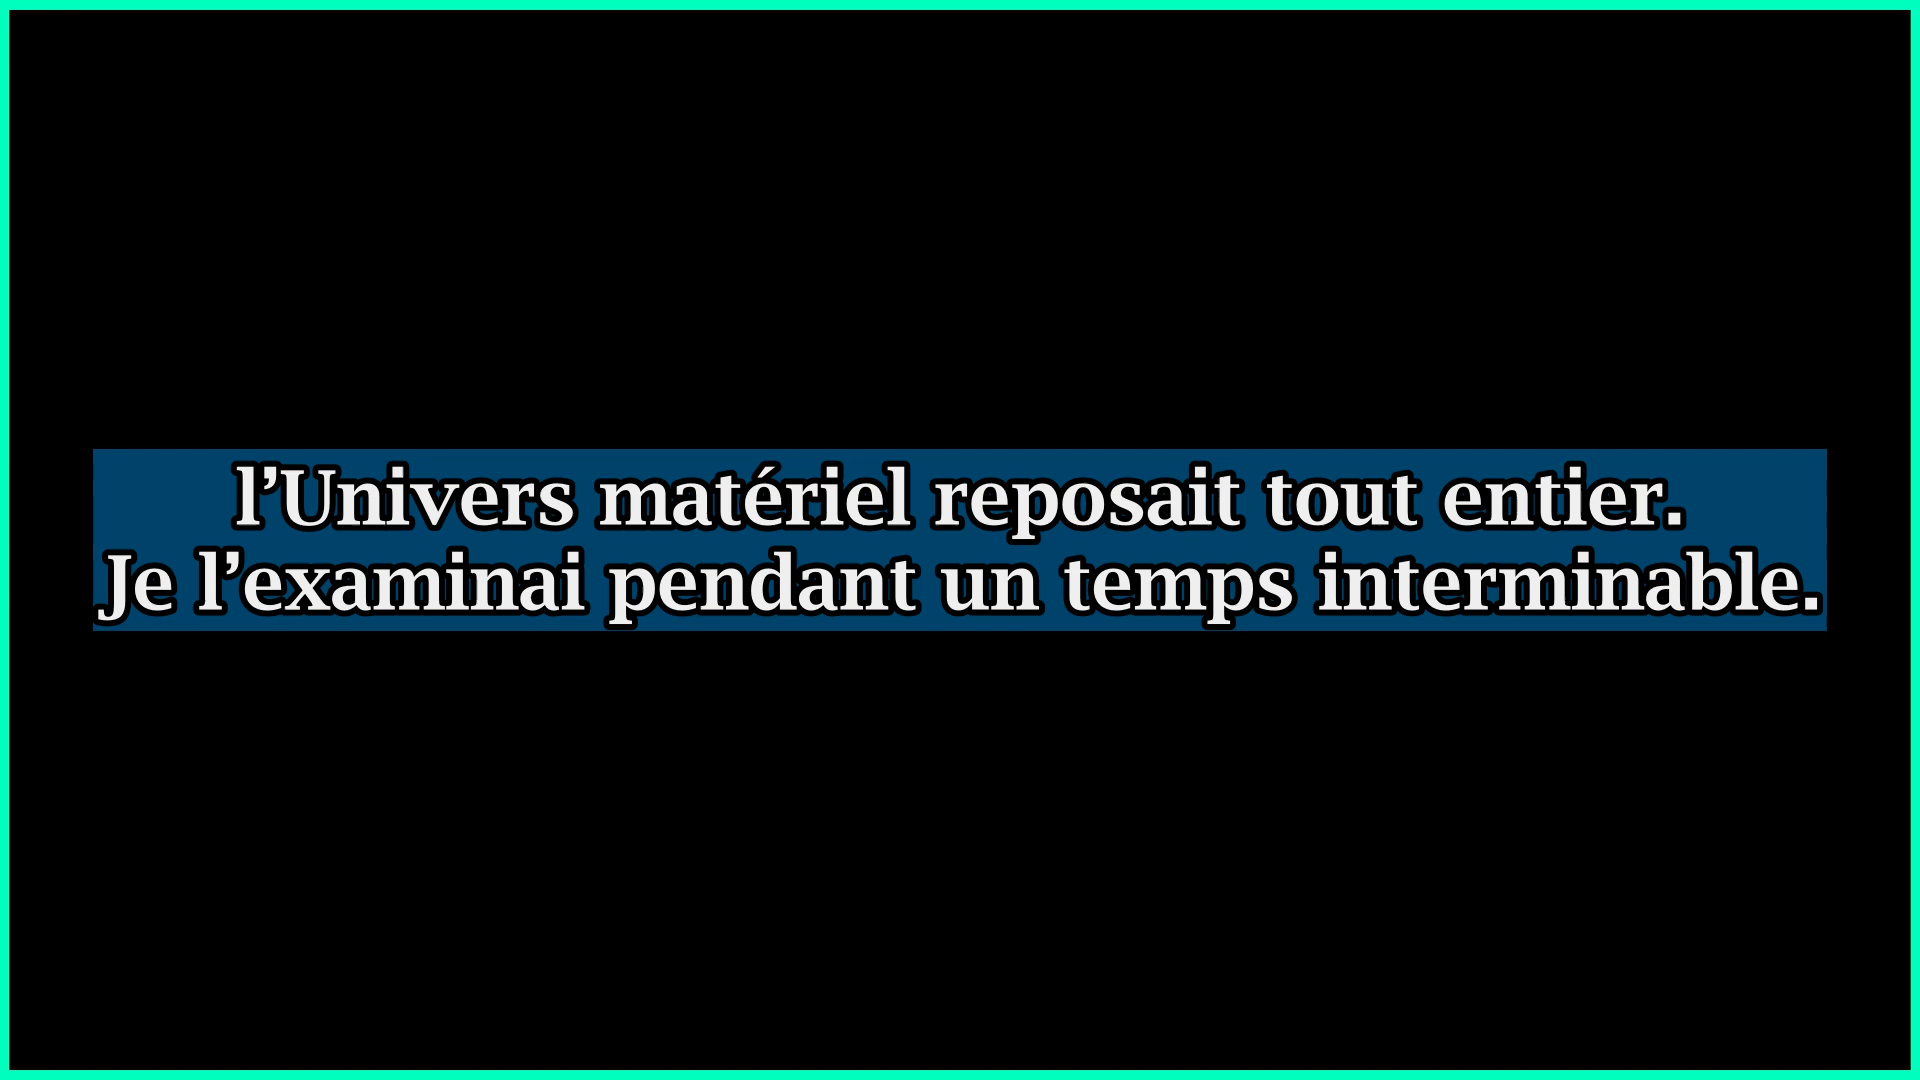 l’Univers matériel reposait tout entier.
Je l’examinai pendant un temps interminable.